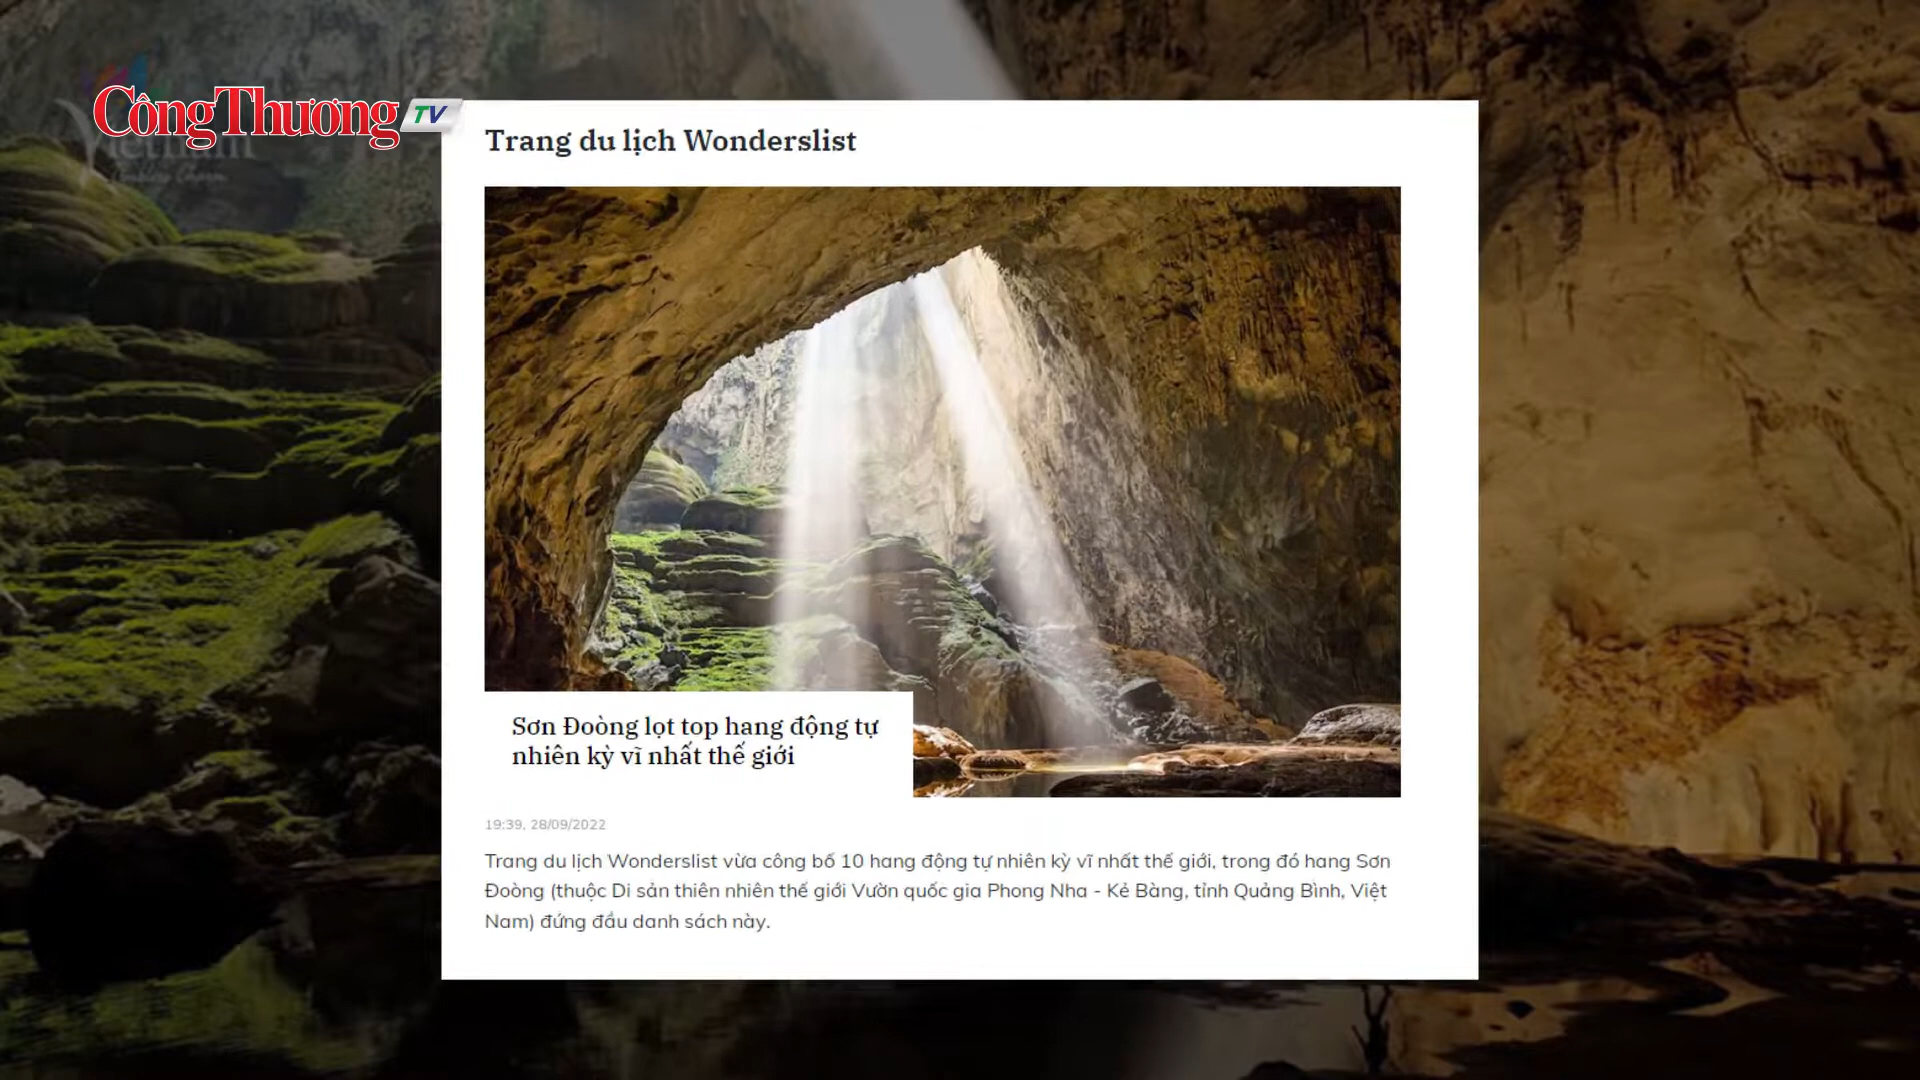 CôngThương TV
Vietnam
Timeless Charm
Trang du lịch Wonderslist
Sơn Đoòng lọt top hang động tự
nhiên kỳ vĩ nhất thế giới
19:39, 28/09/2022
Trang du lịch Wonderslist vừa công bố 10 hang động tự nhiên kỳ vĩ nhất thế giới, trong đó hang Sơn
Đoòng (thuộc Di sản thiên nhiên thế giới Vườn quốc gia Phong Nha - Kẻ Bàng, tỉnh Quảng Bình, Việt
Nam) đứng đầu danh sách này.